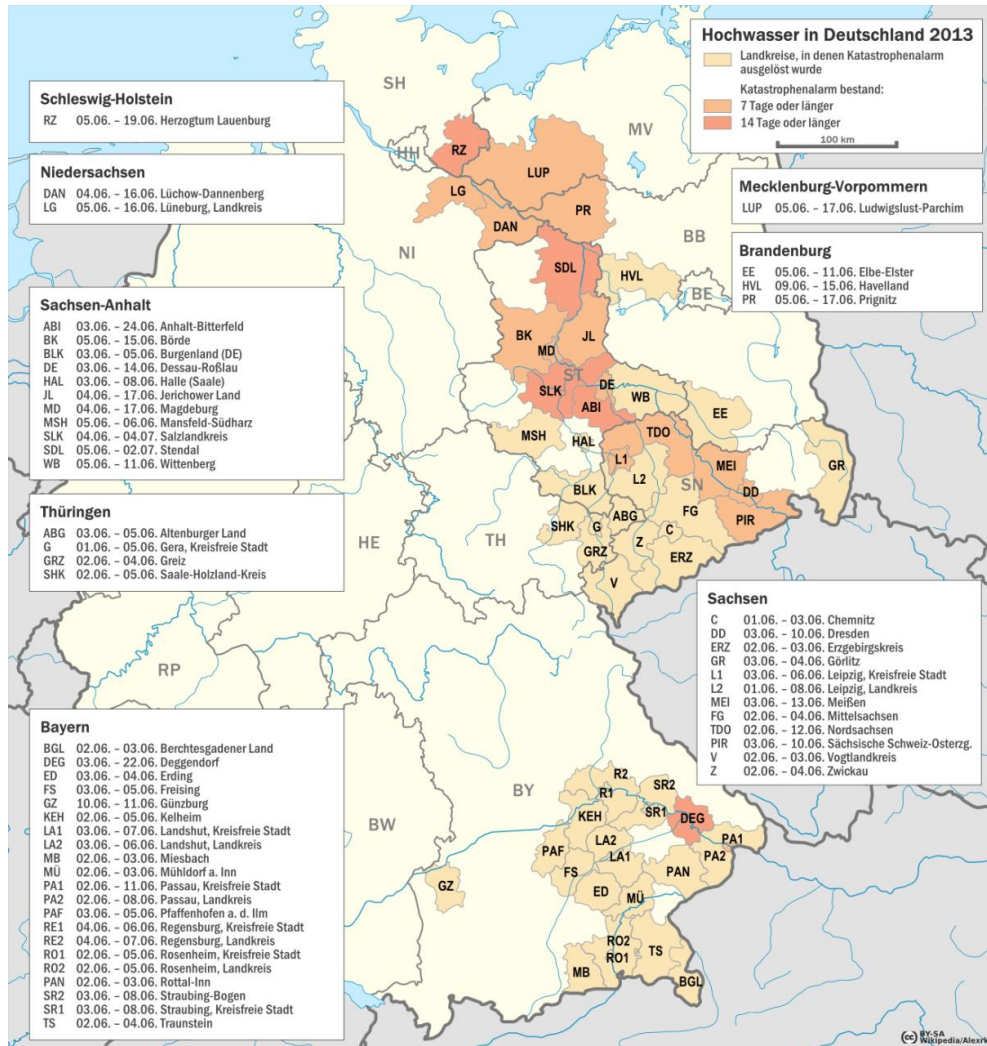 Hochwasser in Deutschland 2013
Landkreise, in denen Katastrophenalarm
ausgelöst wurde
Katastrophenalarm bestand:
7 Tage oder länger
14 Tage oder länger
100 km
Schleswig-Holstein
RZ 05.06. – 19.06. Herzogtum Lauenburg
Niedersachsen
DAN 04.06. – 16.06. Lüchow-Dannenberg
LG 05.06. – 16.06. Lüneburg, Landkreis
Mecklenburg-Vorpommern
LUP 05.06. – 17.06. Ludwigslust-Parchim
Brandenburg
EE 05.06. – 11.06. Elbe-Elster
HVL 09.06. – 15.06. Havelland
PR 05.06. – 17.06. Prignitz
Sachsen-Anhalt
ABI 03.06. – 24.06. Anhalt-Bitterfeld
BK 05.06. – 15.06. Börde
BLK 03.06. – 05.06. Burgenland (DE)
DE 03.06. – 14.06. Dessau-Roßlau
HAL 03.06. – 08.06. Halle (Saale)
JL 04.06. – 17.06. Jerichower Land
MD 04.06. – 17.06. Magdeburg
MSH 05.06. – 06.06. Mansfeld-Südharz
SLK 04.06. – 04.07. Salzlandkreis
SDL 05.06. – 02.07. Stendal
WB 05.06. – 11.06. Wittenberg
Thüringen
ABG 03.06. – 05.06. Altenburger Land
G 01.06. – 05.06. Gera, Kreisfreie Stadt
GRZ 02.06. – 04.06. Greiz
SHK 02.06. – 05.06. Saale-Holzland-Kreis
Sachsen
C 01.06. – 03.06. Chemnitz
DD 03.06. – 10.06. Dresden
ERZ 02.06. – 03.06. Erzgebirgskreis
GR 03.06. – 04.06. Görlitz
L1 03.06. – 06.06. Leipzig, Kreisfreie Stadt
L2 01.06. – 08.06. Leipzig, Landkreis
MEI 03.06. – 13.06. Meißen
FG 02.06. – 04.06. Mittelsachsen
TDO 02.06. – 12.06. Nordsachsen
PIR 03.06. – 10.06. Sächsische Schweiz-Osterzg.
V 02.06. – 03.06. Vogtlandkreis
Z 02.06. – 04.06. Zwickau
Bayern
BGL 02.06. – 03.06. Berchtesgadener Land
DEG 03.06. – 22.06. Deggendorf
ED 03.06. – 04.06. Erding
FS 03.06. – 05.06. Freising
GZ 10.06. – 11.06. Günzburg
KEH 02.06. – 05.06. Kelheim
LA1 03.06. – 07.06. Landshut, Kreisfreie Stadt
LA2 03.06. – 06.06. Landshut, Landkreis
MB 02.06. – 03.06. Miesbach
MÜ 02.06. – 03.06. Mühldorf a. Inn
PA1 02.06. – 11.06. Passau, Kreisfreie Stadt
PA2 02.06. – 08.06. Passau, Landkreis
PAF 03.06. – 05.06. Pfaffenhofen a. d. Ilm
RE1 04.06. – 06.06. Regensburg, Kreisfreie Stadt
RE2 04.06. – 07.06. Regensburg, Landkreis
RO1 02.06. – 05.06. Rosenheim, Kreisfreie Stadt
RO2 02.06. – 05.06. Rosenheim, Landkreis
PAN 02.06. – 03.06. Rottal-Inn
SR2 03.06. – 08.06. Straubing-Bogen
SR1 03.06. – 08.06. Straubing, Kreisfreie Stadt
TS 02.06. – 04.06. Traunstein
SH
MV
HH
RZ
LUP
LG
PR
DAN
NI
BB
SDL
HVL
BE
BK
JL
MD
ST
DE
SLK
ABI
WB
EE
MSH
HAL
TDO
L1
MEI
GR
L2
SN
DD
BLK
FG
PIR
SHK
G
ABG
C
Z
GRZ
ERZ
V
HE
TH
RP
BY
BW
R2
R1
SR2
KEH
SR1
DEG
PAF
LA2
PA1
LA1
PA2
FS
PAN
GZ
ED
MÜ
RO2
RO1
TS
MB
BGL
cc BY-SA
Wikipedia/Alexrk